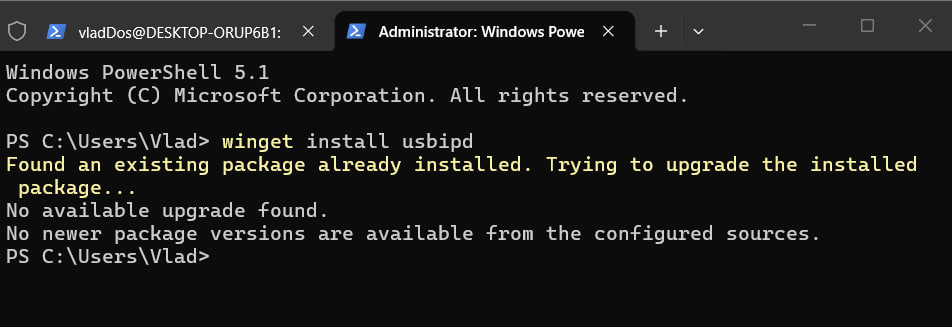 vladDos@DESKTOP-ORUP6B1:
Administrator: Windows Powe
Windows PowerShell 5.1
Copyright (C) Microsoft Corporation. All rights reserved.
PS C:\Users\Vlad> winget install usbipd
Found an existing package already installed. Trying to upgrade the installed
package...
No available upgrade found.
No newer package versions are available from the configured sources.
PS C:\Users\Vlad>